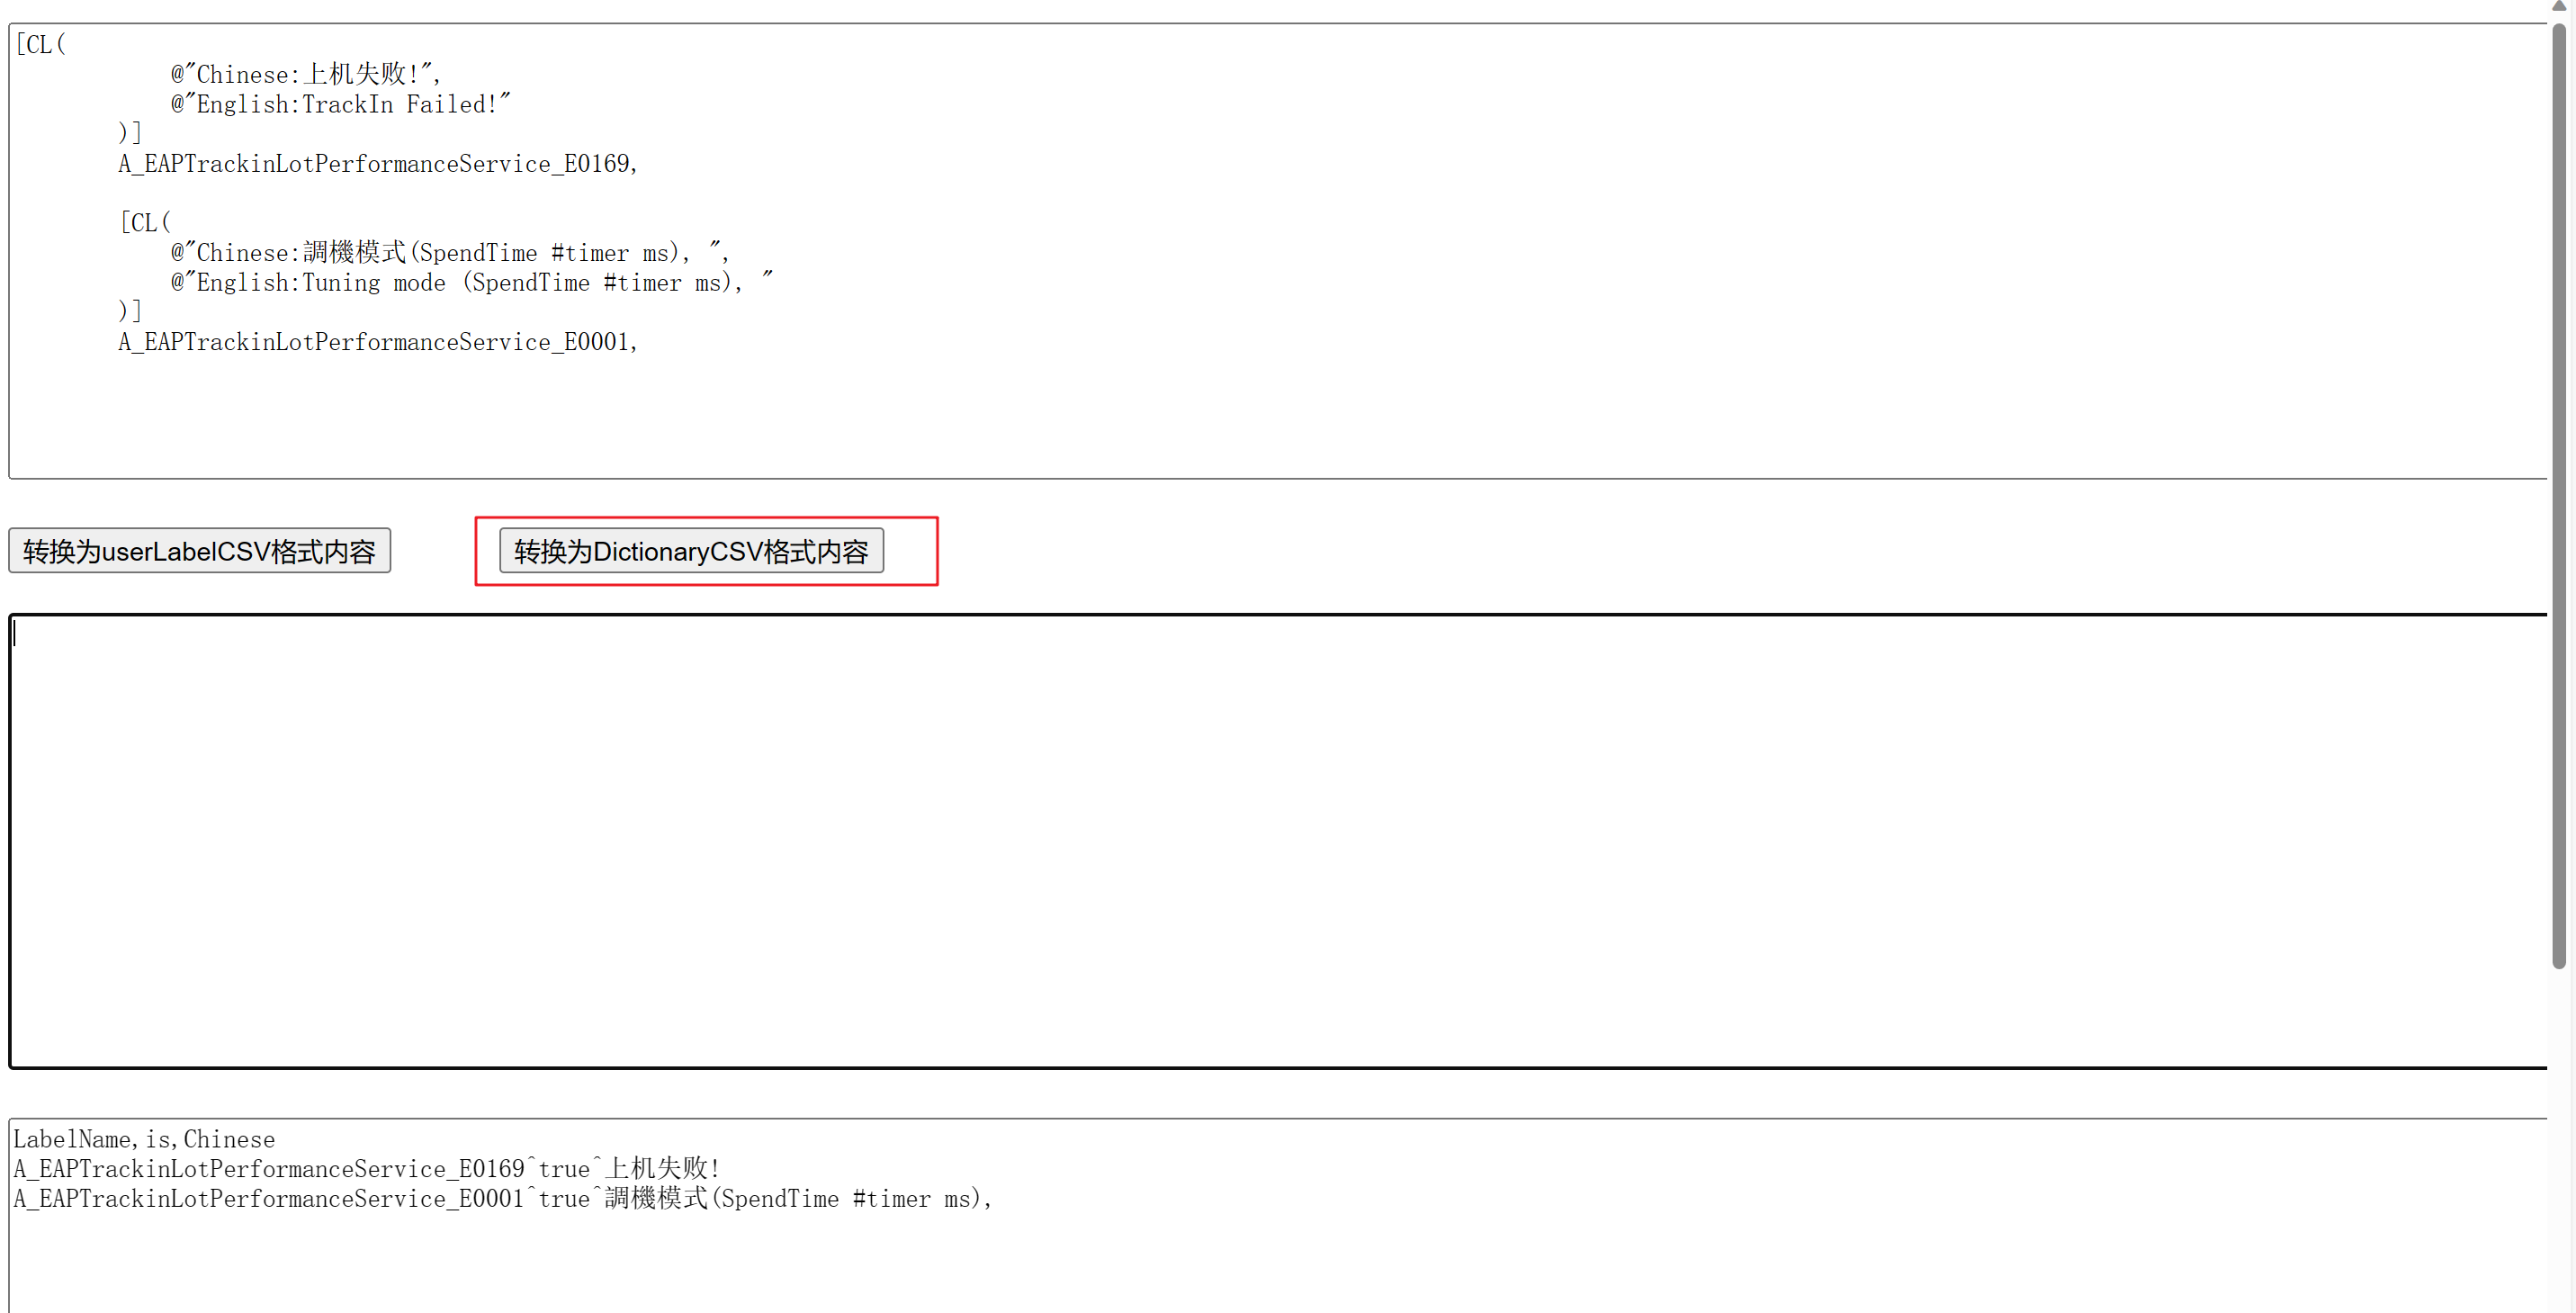 [CL(
@"Chinese:上机失败!",
@"English:TrackIn Failed!"
)]
A_EAPTrackinLotPerformanceService_E0169,
[CL(
@"Chinese:調機模式(SpendTime #timer ms), ",
@"English:Tuning mode (SpendTime #timer ms), "
)]
A_EAPTrackinLotPerformanceService_E0001,
转换为userLabelCSV格式内容
转换为DictionaryCSV格式内容
LabelName,is,Chinese
A_EAPTrackinLotPerformanceService_E0169^true^上机失败!
A_EAPTrackinLotPerformanceService_E0001^true^調機模式(SpendTime #timer ms),